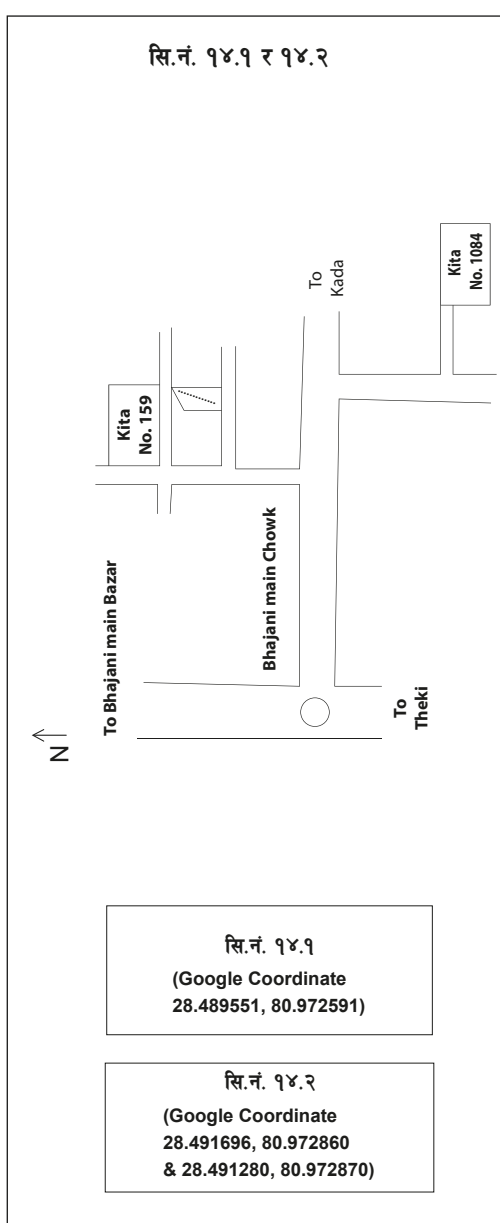 सि.नं. १४.१ र १४.२
Kita
No. 1084
To
Kada
Kita
No. 159
Bhajani main Chowk
To Bhajani main Bazar
To
Theki
N
सि.नं. १४.१
(Google Coordinate
28.489551, 80.972591)
सि.नं. १४.२
(Google Coordinate
28.491696, 80.972860
& 28.491280, 80.972870)